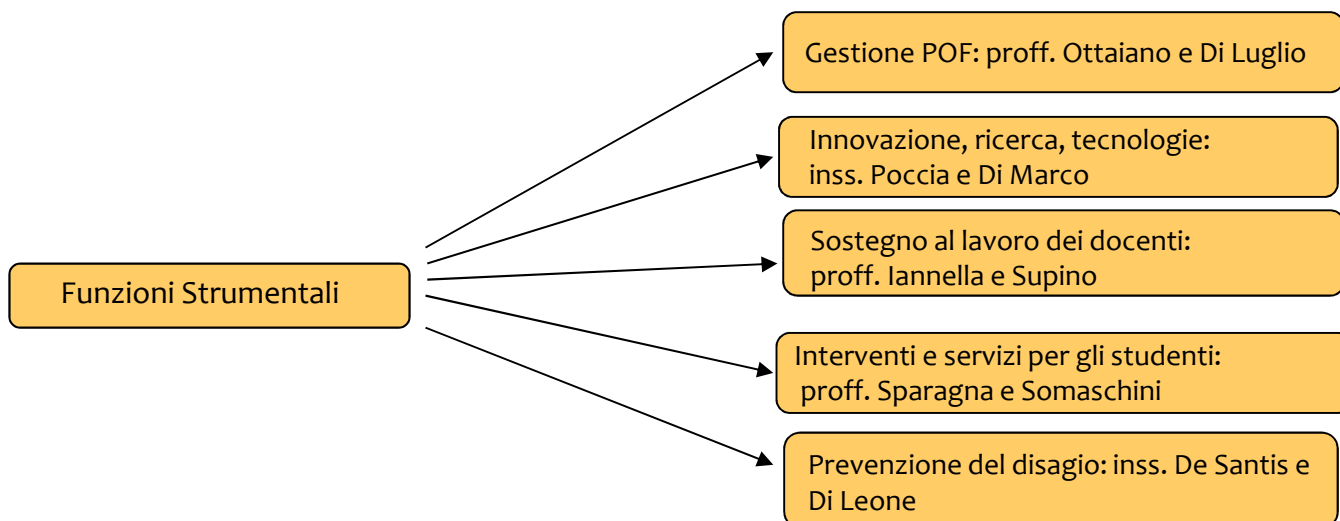 Gestione POF: proff. Ottaiano e Di Luglio
Innovazione, ricerca, tecnologie:
inss. Poccia e Di Marco
Sostegno al lavoro dei docenti:
proff. Iannella e Supino
Funzioni Strumentali
Interventi e servizi per gli studenti:
proff. Sparagna e Somaschini
Prevenzione del disagio: inss. De Santis e
Di Leone